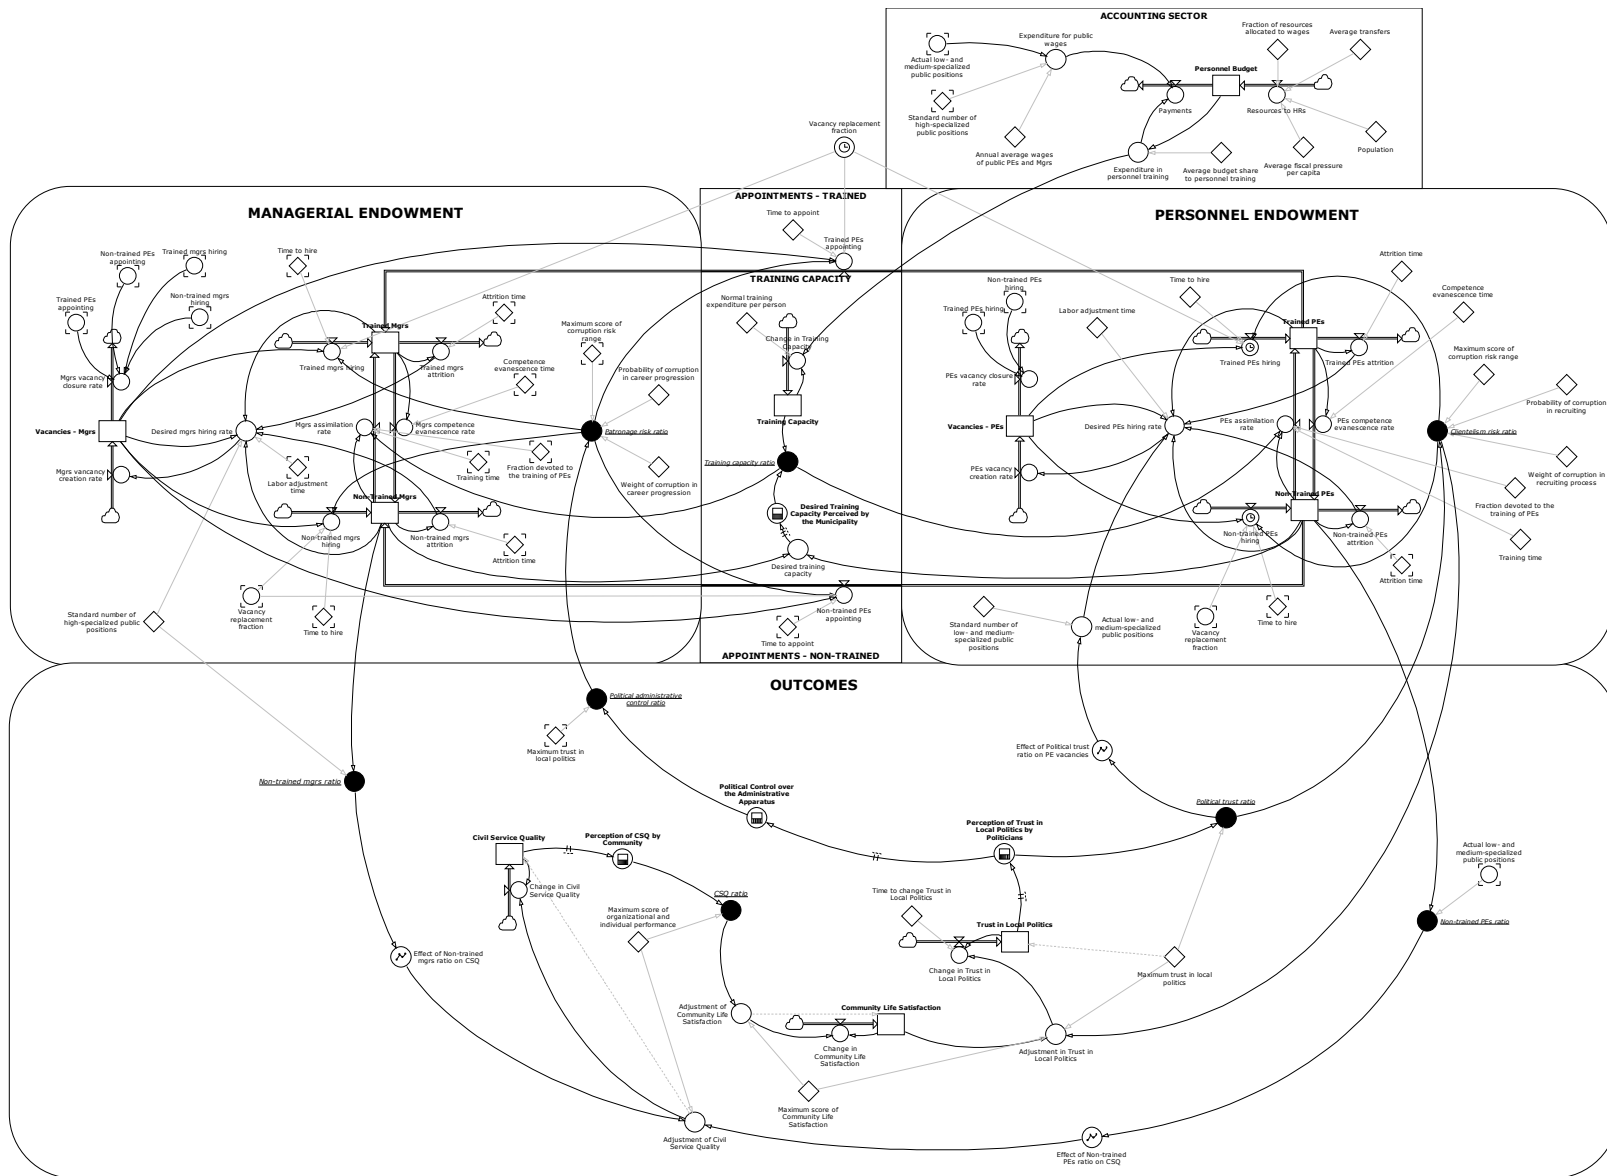 ACCOUNTING SECTOR
Fraction of resources
allocated to wages
Average transfers
Expenditure for public
wages
Actual low- and
medium-specialized
public positions
Personnel Budget
Payments
Resources to HRs
Standard number of
high-specialized
public positions
Annual average wages
of public PEs and Mgrs
Expenditure in
personnel training
Average budget share
to personnel training
Average fiscal pressure
per capita
Population
Vacancy replacement
fraction
MANAGERIAL ENDOWMENT
Non-trained PEs
appointing
Trained mgrs hiring
Time to hire
Trained PEs
appointing
Non-trained mgrs
hiring
Attrition time
Trained Mgrs
Maximum score of
corruption risk
range
Mgrs vacancy
closure rate
Trained mgrs hiring
Trained mgrs
attrition
Competence
evanescence time
Probability of corruption
in career progression
Vacancies - Mgrs
Desired mgrs hiring rate
Mgrs assimilation
rate
Mgrs competence
evanescence rate
Patronage risk ratio
Mgrs vancancy
creation rate
Labor adjustment
time
Training time
Fraction devoted to
the training of PEs
Weight of corruption in
career progression
Non-Trained Mgrs
Non-trained mgrs
hiring
Non-trained mgrs
attrition
Attrition time
Standard number of
high-specialized public
positions
Vacancy
replacement
fraction
Time to hire
APPOINTMENTS - TRAINED
Time to appoint
Trained PEs
appointing
TRAINING CAPACITY
Normal training
expenditure per person
Change in Training
Capacity
Training Capacity
Training capacity ratio
Desired Training
Capacity Perceived by
the Municipality
Desired training
capacity
Non-trained PEs
appointing
Time to appoint
APPOINTMENTS - NON-TRAINED
PERSONNEL ENDOWMENT
Attrition time
Non-trained PEs
hiring
Time to hire
Trained PEs hiring
Labor adjustment time
Competence
evanescence time
Trained PEs
Trained PEs hiring
Trained PEs attrition
Maximum score of
corruption risk range
PEs vacancy closure
rate
Probability of corruption
in recruiting
Vacancies - PEs
Desired PEs hiring rate
PEs assimilation
rate
PEs competence
evanescence rate
Clientelism risk ratio
PEs vacancy
creation rate
Weight of corruption in
recruiting process
Non-Trained PEs
Fraction devoted to the
training of PEs
Non-trained PEs
hiring
Non-trained PEs
attrition
Training time
Attrition time
Standard number of
low- and medium-
specialized public
positions
Actual low- and
medium-specialized
public positions
Vacancy
replacement
fraction
Time to hire
OUTCOMES
Political administrative
control ratio
Maximum trust in
local politics
Effect of Political trust
ratio on PE vacancies
Non-trained mgrs ratio
Political Control over
the Administrative
Apparatus
Political trust ratio
Civil Service Quality
Perception of CSQ by
Community
Perception of Trust in
Local Politics by
Politicians
Actual low- and
medium-specialized
public positions
Change in Civil
Service Quality
CSQ ratio
Time to change Trust in
Local Politics
Maximum score of
organizational and
individual performance
Trust in Local Politics
Non-trained PEs ratio
Effect of Non-trained
mgrs ratio on CSQ
Change in Trust in
Local Politics
Maximum trust in local
politics
Adjustment of
Community Life
Satisfaction
Community Life Satisfaction
Change in
Community Life
Satisfaction
Adjustment in Trust in
Local Politics
Maximum score of
Community Life
Satisfaction
Adjustment of Civil
Service Quality
Effect of Non-trained
PEs ratio on CSQ